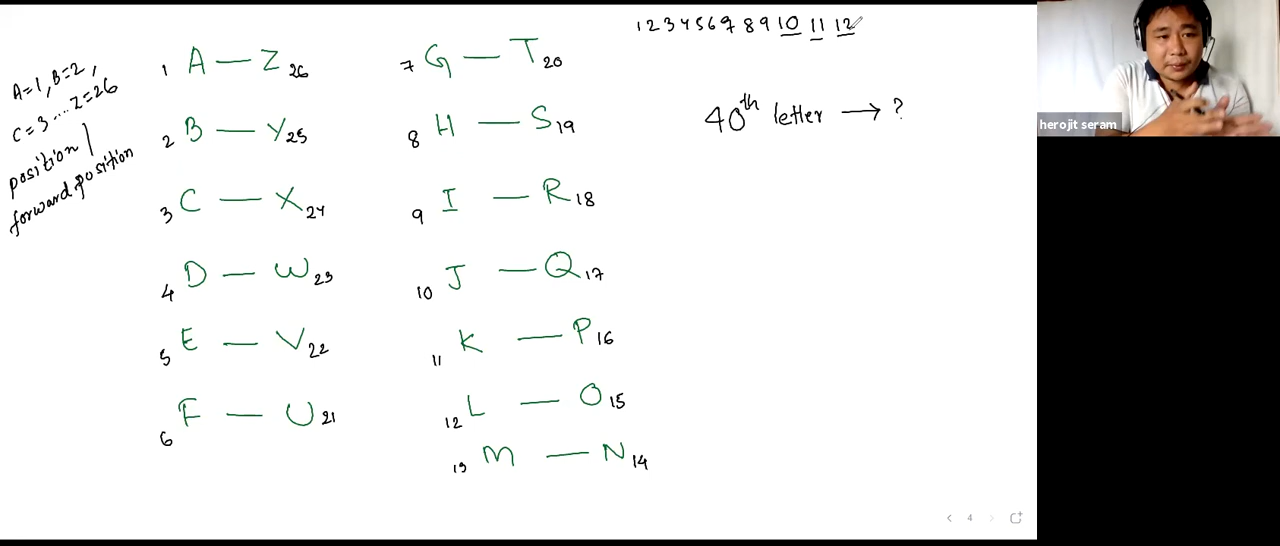 A=1, B=2,
C=3 .... Z=26
position /
forward position
1 A — Z 26
2 B — Y 25
3 C — X 24
4 D — W 23
5 E — V 22
6 F — U 21
7 G — T 20
8 H — S 19
9 I — R 18
10 J — Q 17
11 K — P 16
12 L — O 15
13 M — N 14
1 2 3 4 5 6 7 8 9 10 11 12
40th letter → ?
herojit seram
4